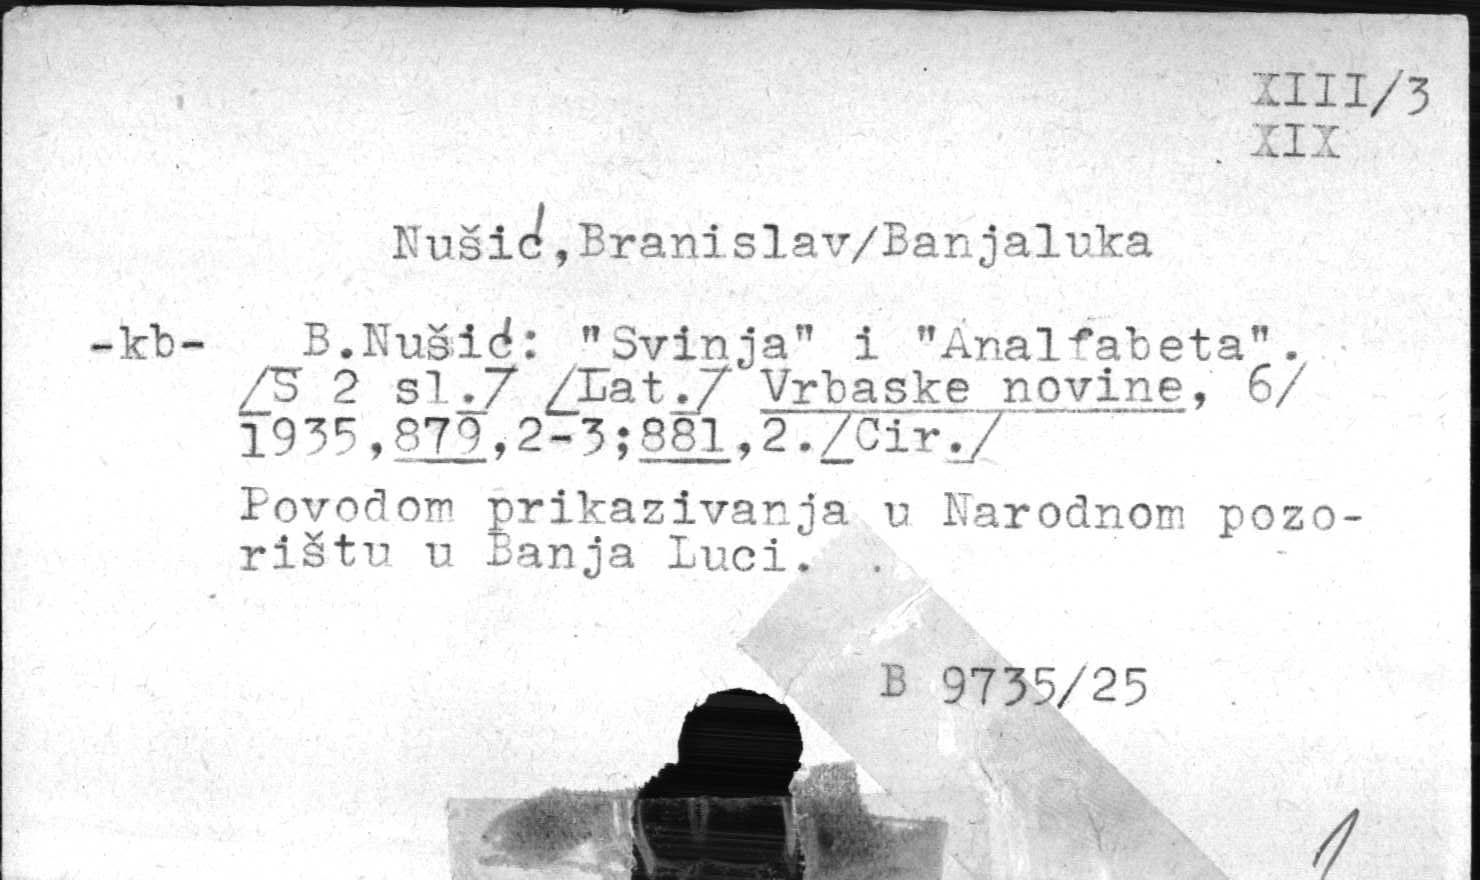 XIII/3
XIX
Nušić,Branislav/Banjaluka
-kb- B.Nušić: "Svinja" i "Analfabeta".
/S 2 sl./ /Lat./ Vrbaske novine, 6/
1935,879,2-3;881,2./Cir./
Povodom prikazivanja u Narodnom pozo-
rištu u Banja Luci.
B 9735/25
1